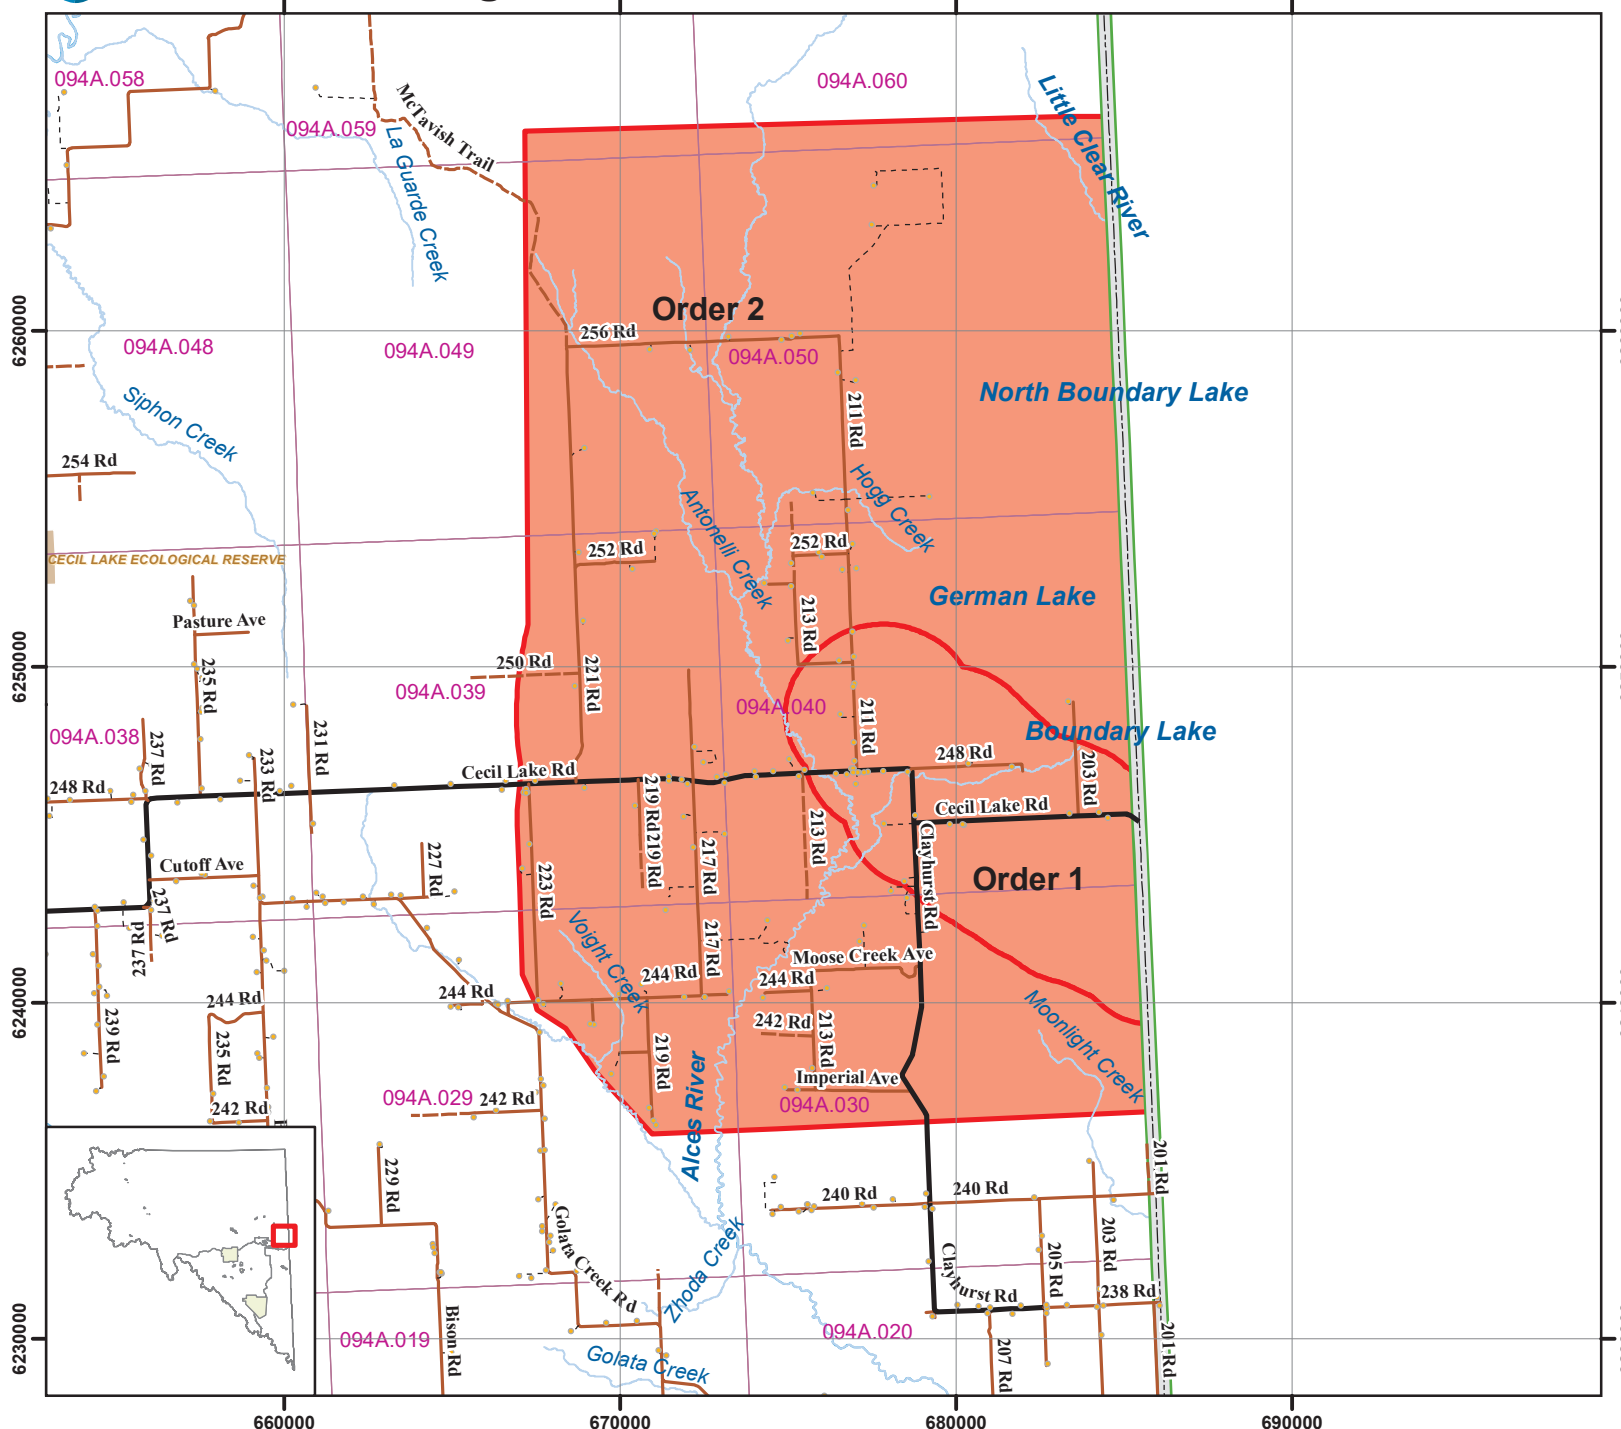 094A.058
094A.060
McTavish Trail
Little Clear River
094A.059
La Guarde Creek
Order 2
256 Rd
6260000
094A.048
094A.049
094A.050
Siphon Creek
North Boundary Lake
211 Rd
254 Rd
Hogg Creek
Antonelli Creek
252 Rd
252 Rd
CECIL LAKE ECOLOGICAL RESERVE
German Lake
Pasture Ave
213 Rd
6250000
235 Rd
250 Rd
221 Rd
094A.039
094A.040
211 Rd
094A.038
237 Rd
231 Rd
Boundary Lake
248 Rd
233 Rd
Cecil Lake Rd
248 Rd
203 Rd
219 Rd
219 Rd
213 Rd
Cecil Lake Rd
Cutoff Ave
227 Rd
217 Rd
Clayhurst Rd
Order 1
237 Rd
237 Rd
223 Rd
Voight Creek
217 Rd
Moose Creek Ave
244 Rd
244 Rd
244 Rd
244 Rd
6240000
Moonlight Creek
239 Rd
235 Rd
242 Rd
213 Rd
219 Rd
Alces River
Imperial Ave
094A.029
242 Rd
094A.030
242 Rd
229 Rd
201 Rd
240 Rd
240 Rd
Golata Creek Rd
Zhoda Creek
Clayhurst Rd
205 Rd
203 Rd
238 Rd
6230000
094A.019
Bison Rd
094A.020
Golata Creek
207 Rd
201 Rd
660000
670000
680000
690000